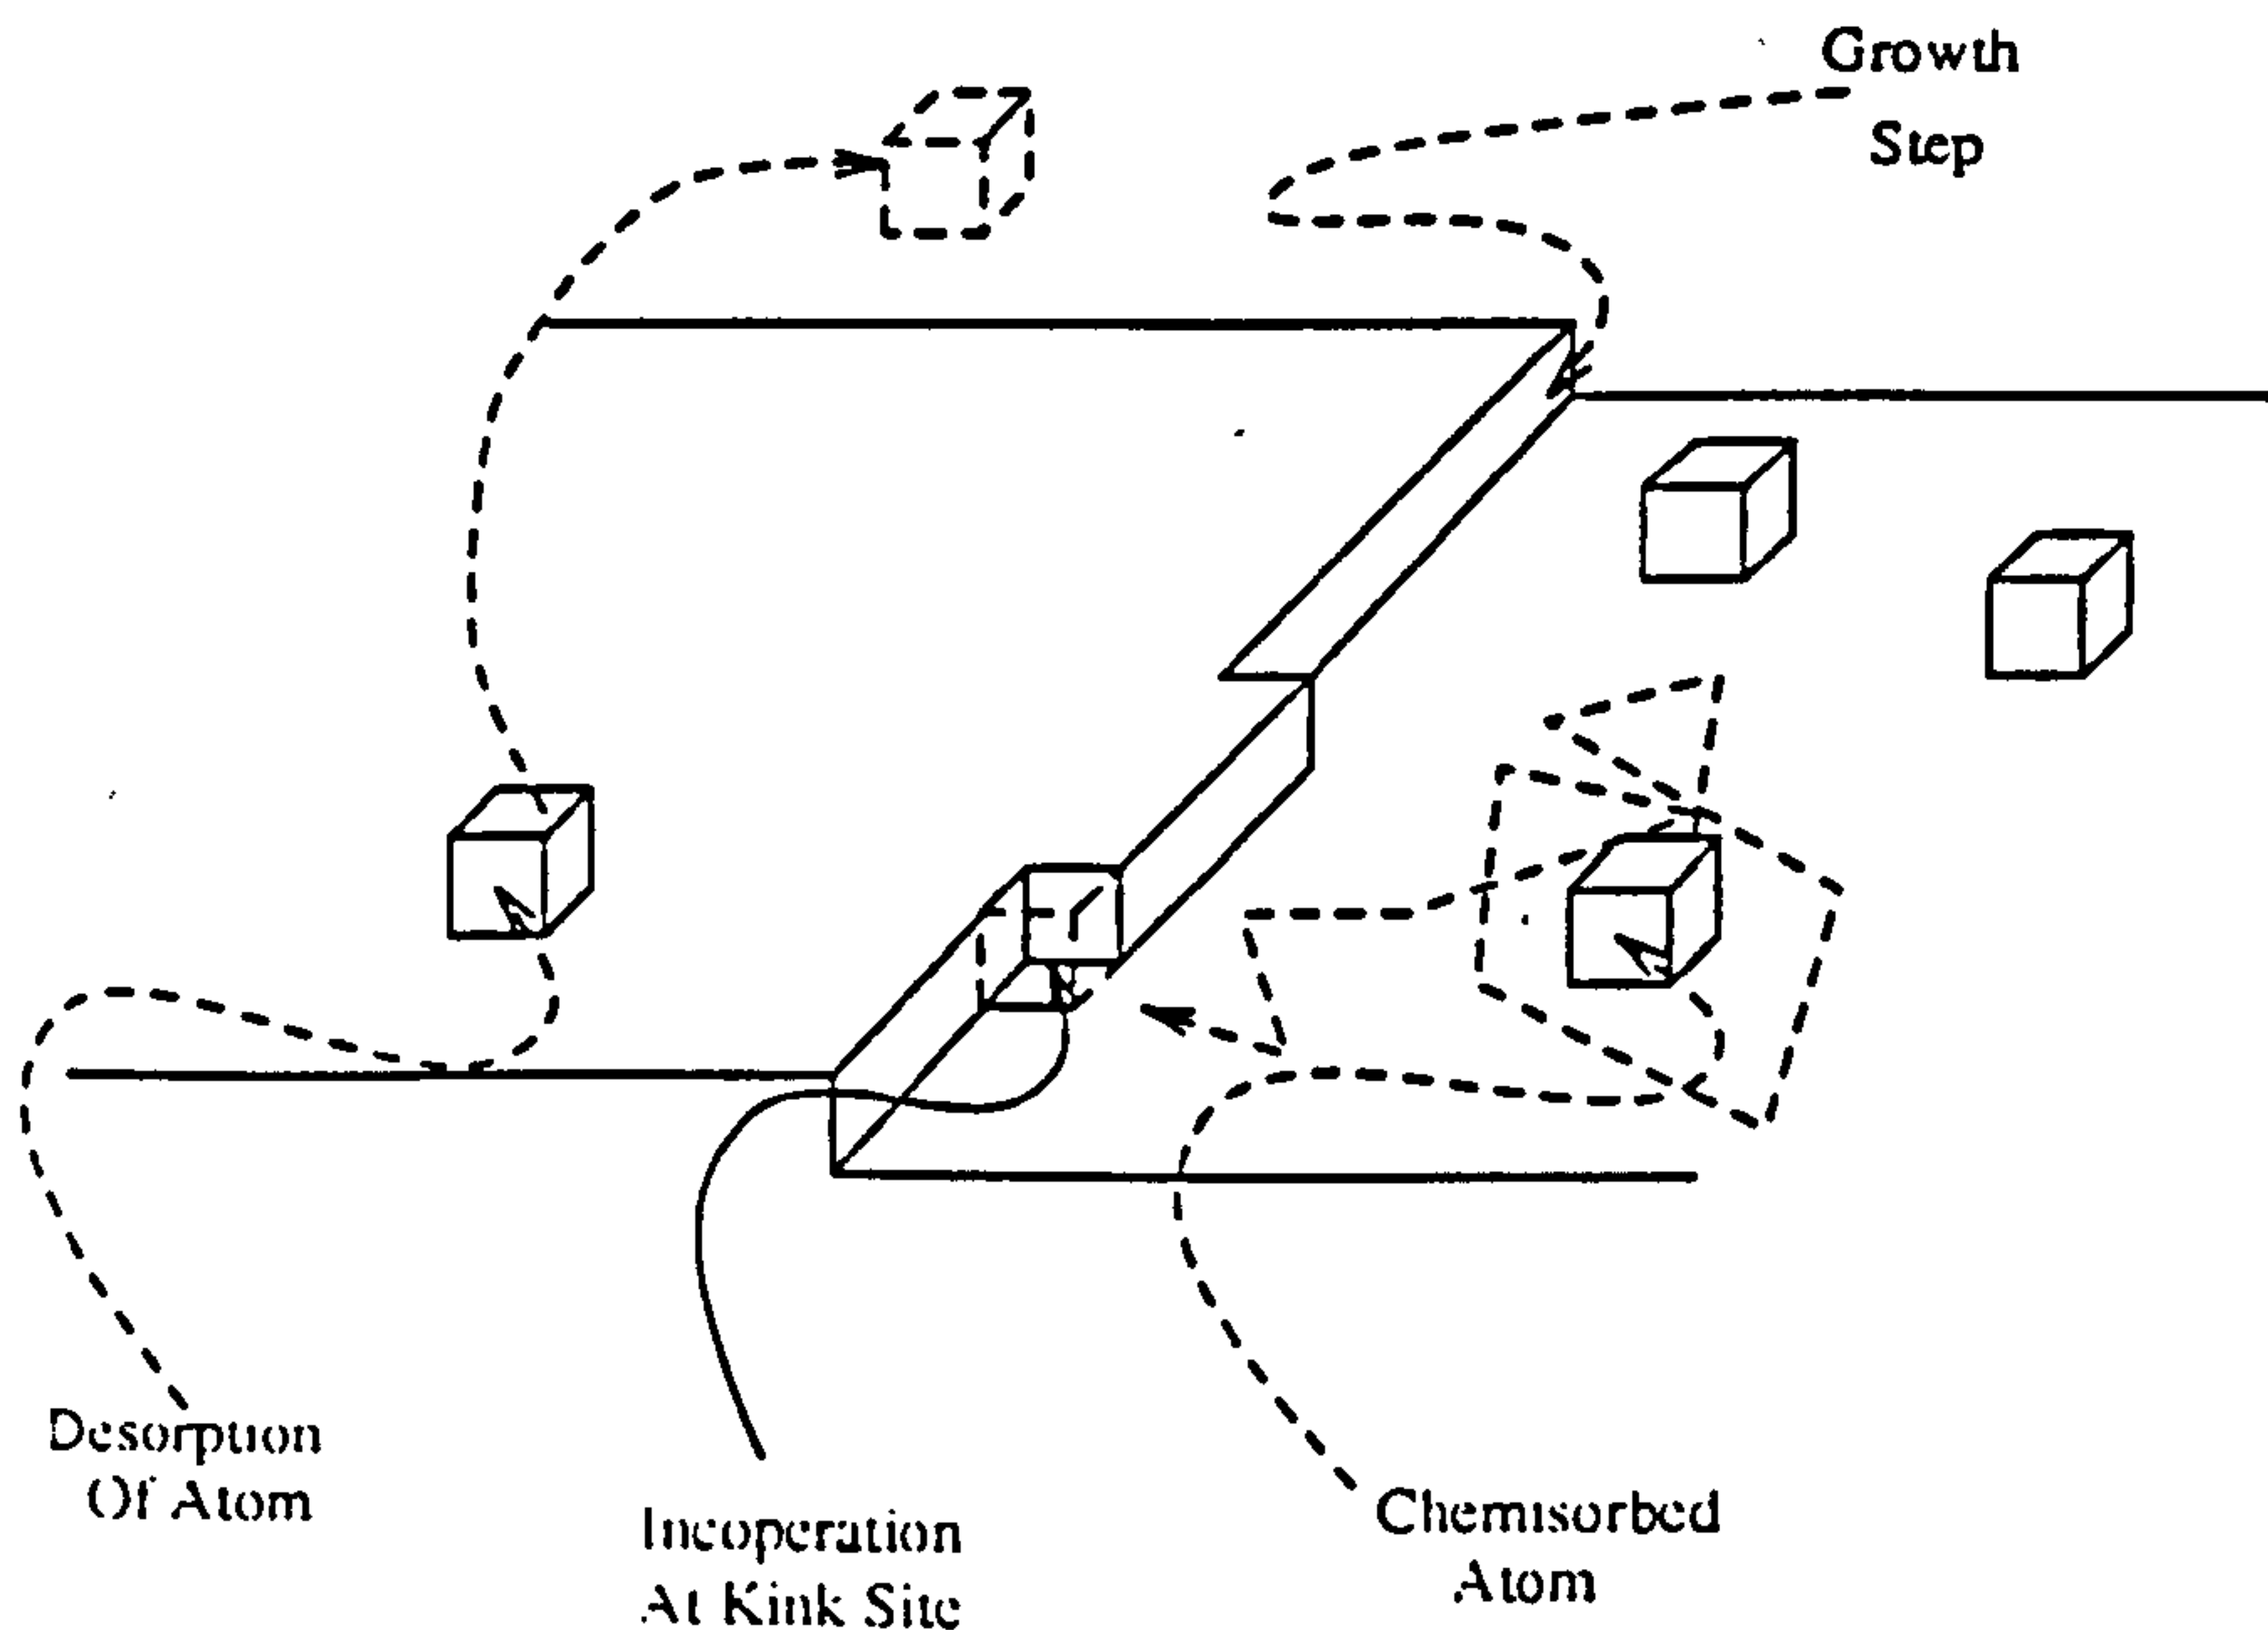 Growth
Step
Desorption
Of Atom
Incoperation
At Kink Site
Chemisorbed
Atom